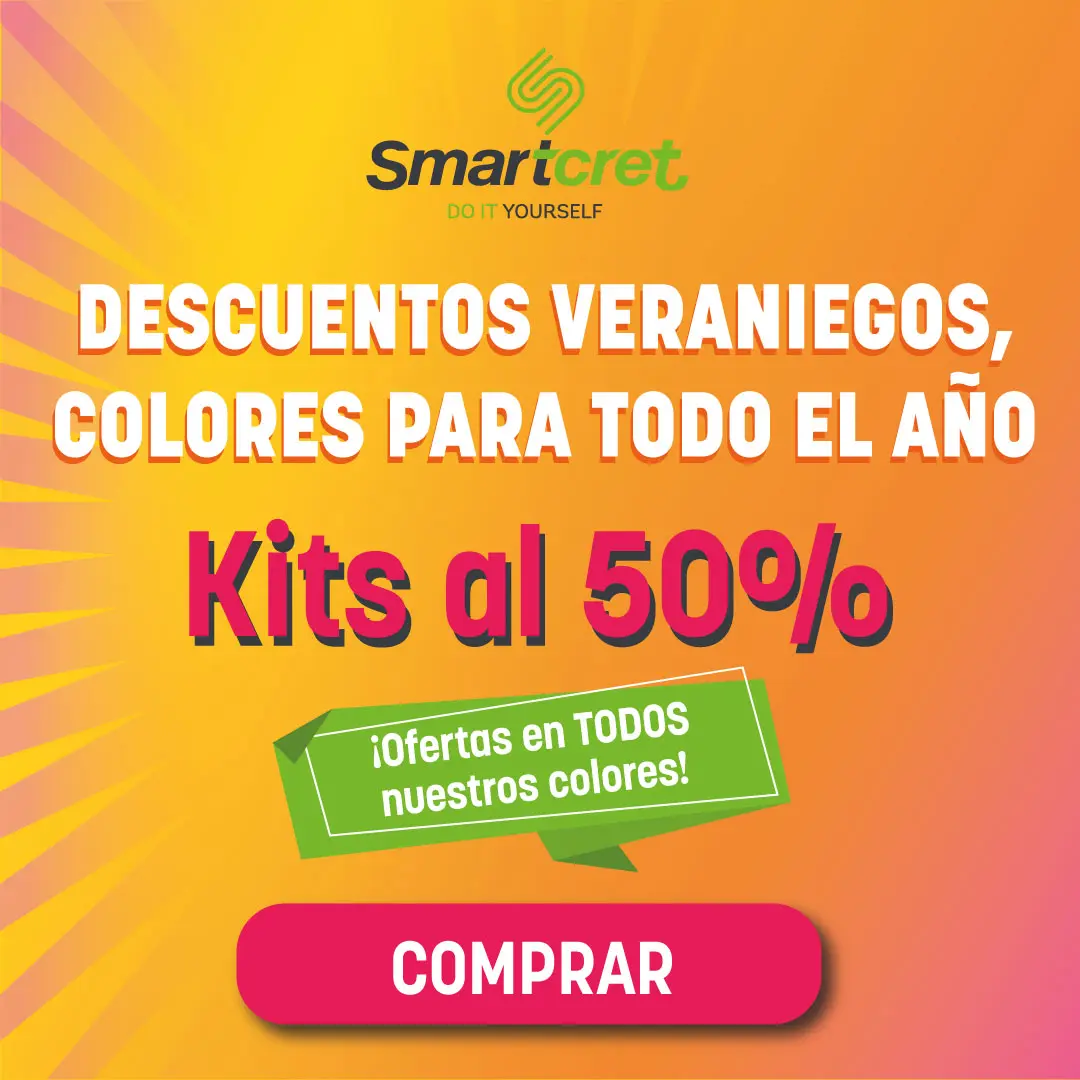 Smartcret
DO IT YOURSELF
DESCUENTOS VERANIEGOS,
COLORES PARA TODO EL AÑO
Kits al 50%
¡Ofertas en TODOS
nuestros colores!
COMPRAR